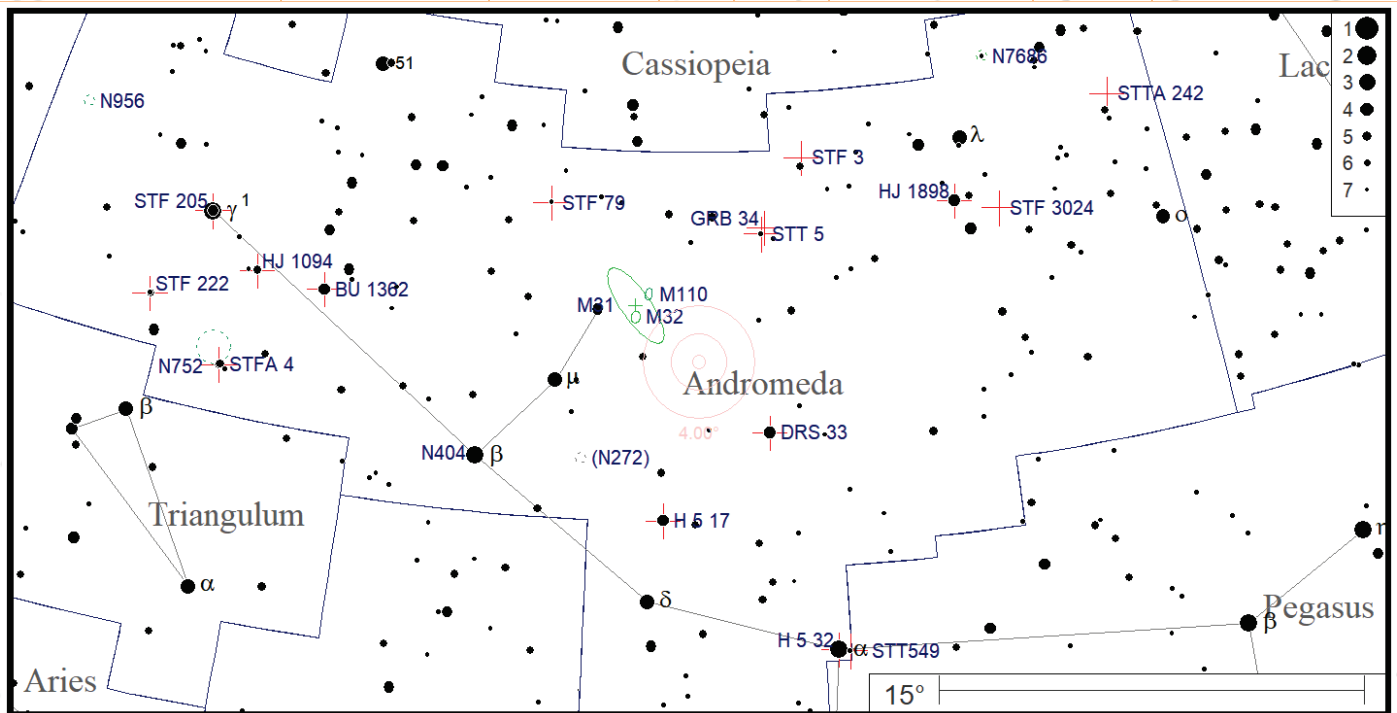 51
Cassiopeia
N7686
Lac
1
2
3
4
5
6
7
N956
STTA 242
λ
STF 3
STF 205
γ 1
STF 79
HJ 1898
STF 3024
ο
GRB 34
STT 5
HJ 1094
STF 222
BU 1302
M110
M31
M32
N752
STFA 4
μ
Andromeda
β
4.00°
DRS 33
N404
β
(N272)
Triangulum
H 5 17
η
α
δ
Pegasus
β
H 5 32
α
STT549
Aries
15°